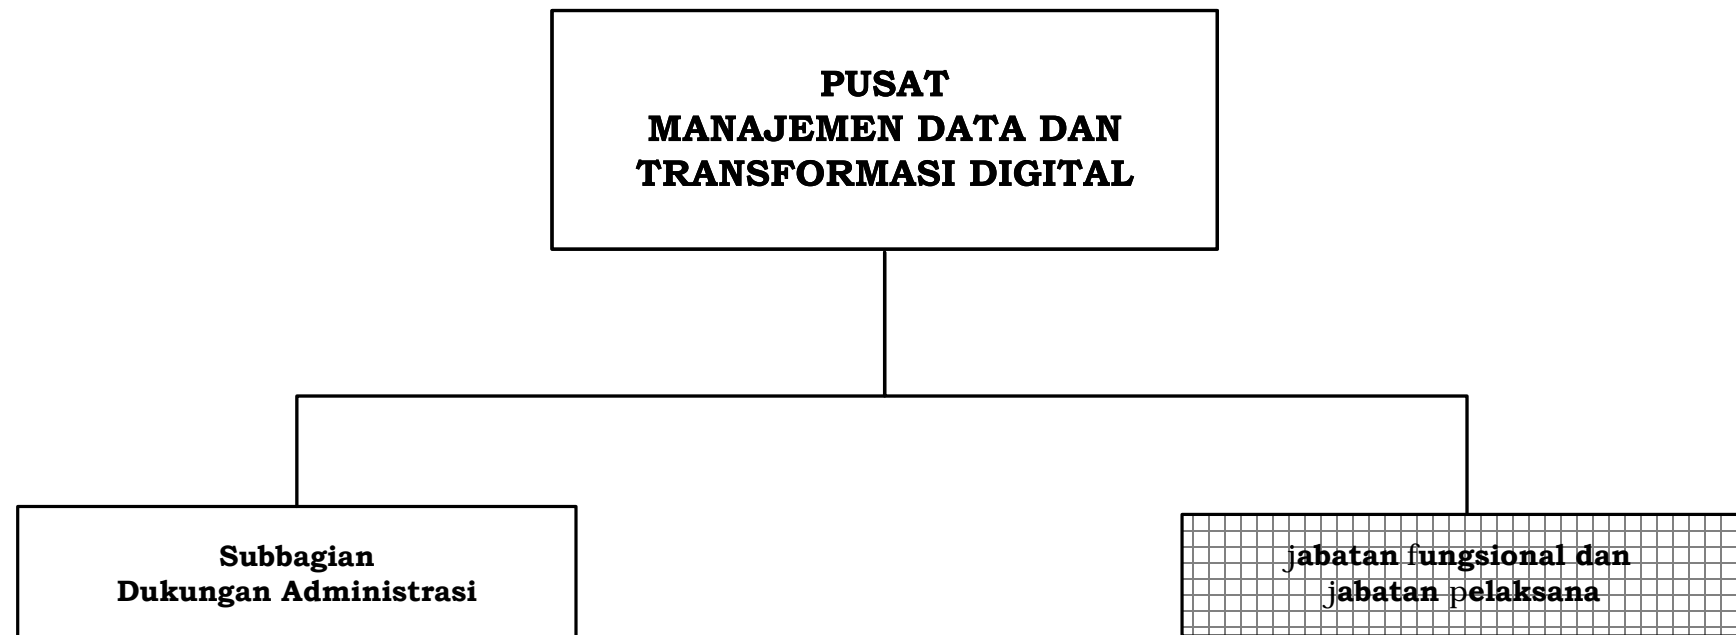 PUSAT
MANAJEMEN DATA DAN
TRANSFORMASI DIGITAL
Subbagian
Dukungan Administrasi
jabatan fungsional dan
jabatan pelaksana